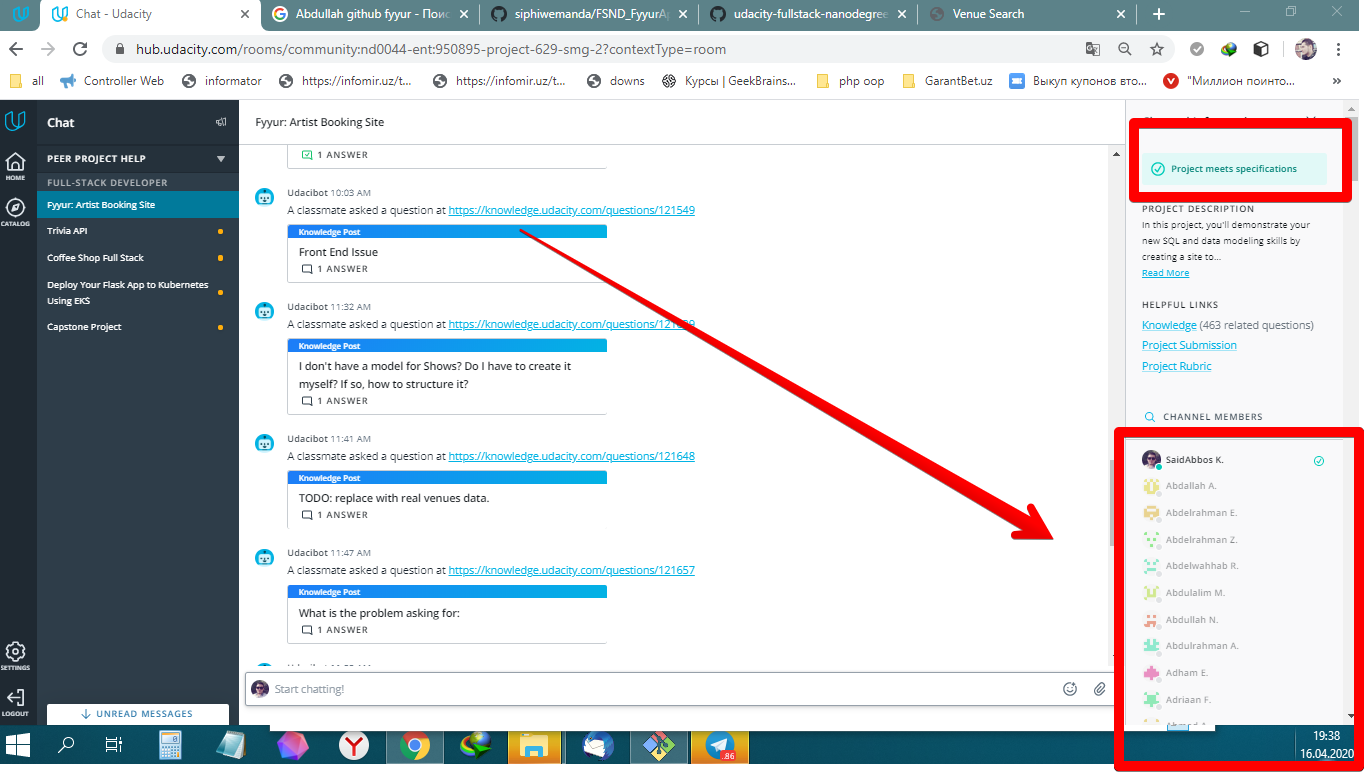 Chat - Udacity
Abdullah github fyyur - Поис
siphiwemanda/FSND_FyyurAp
udacity-fullstack-nanodegree
Venue Search
hub.udacity.com/rooms/community:nd0044-ent:950895-project-629-smg-2?contextType=room
all
Controller Web
informator
https://infomir.uz/t...
https://infomir.uz/t...
downs
Курсы | GeekBrains...
php oop
GarantBet.uz
Выкуп купонов вто...
"Миллион поинто...
Chat
HOME
CATALOG
PEER PROJECT HELP
FULL-STACK DEVELOPER
Fyyur: Artist Booking Site
Trivia API
Coffee Shop Full Stack
Deploy Your Flask App to Kubernetes
Using EKS
Capstone Project
SETTINGS
LOGOUT
UNREAD MESSAGES
Fyyur: Artist Booking Site
1 ANSWER
Udacibot 10:03 AM
A classmate asked a question at https://knowledge.udacity.com/questions/121549
Knowledge Post
Front End Issue
1 ANSWER
Udacibot 11:32 AM
A classmate asked a question at https://knowledge.udacity.com/questions/121
Knowledge Post
I don't have a model for Shows? Do I have to create it
myself? If so, how to structure it?
1 ANSWER
Udacibot 11:41 AM
A classmate asked a question at https://knowledge.udacity.com/questions/121648
Knowledge Post
TODO: replace with real venues data.
1 ANSWER
Udacibot 11:47 AM
A classmate asked a question at https://knowledge.udacity.com/questions/121657
Knowledge Post
What is the problem asking for:
1 ANSWER
Start chatting!
Project meets specifications
PROJECT DESCRIPTION
In this project, you'll demonstrate your
new SQL and data modeling skills by
creating a site to...
Read More
HELPFUL LINKS
Knowledge (463 related questions)
Project Submission
Project Rubric
CHANNEL MEMBERS
SaidAbbos K.
Abdallah A.
Abdelrahman E.
Abdelrahman Z.
Abdelwahhab R.
Abdulalim M.
Abdullah N.
Abdulrahman A.
Adham E.
Adriaan F.
86
19:38
16.04.2020